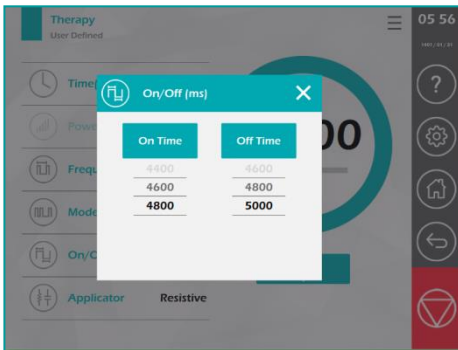 Therapy
User Defined
05 56
Time(
Power
Frequ
Mode
On/O
Applicator Resistive
00
On/Off (ms)
On Time Off Time
4400 4600
4600 4800
4800 5000
?